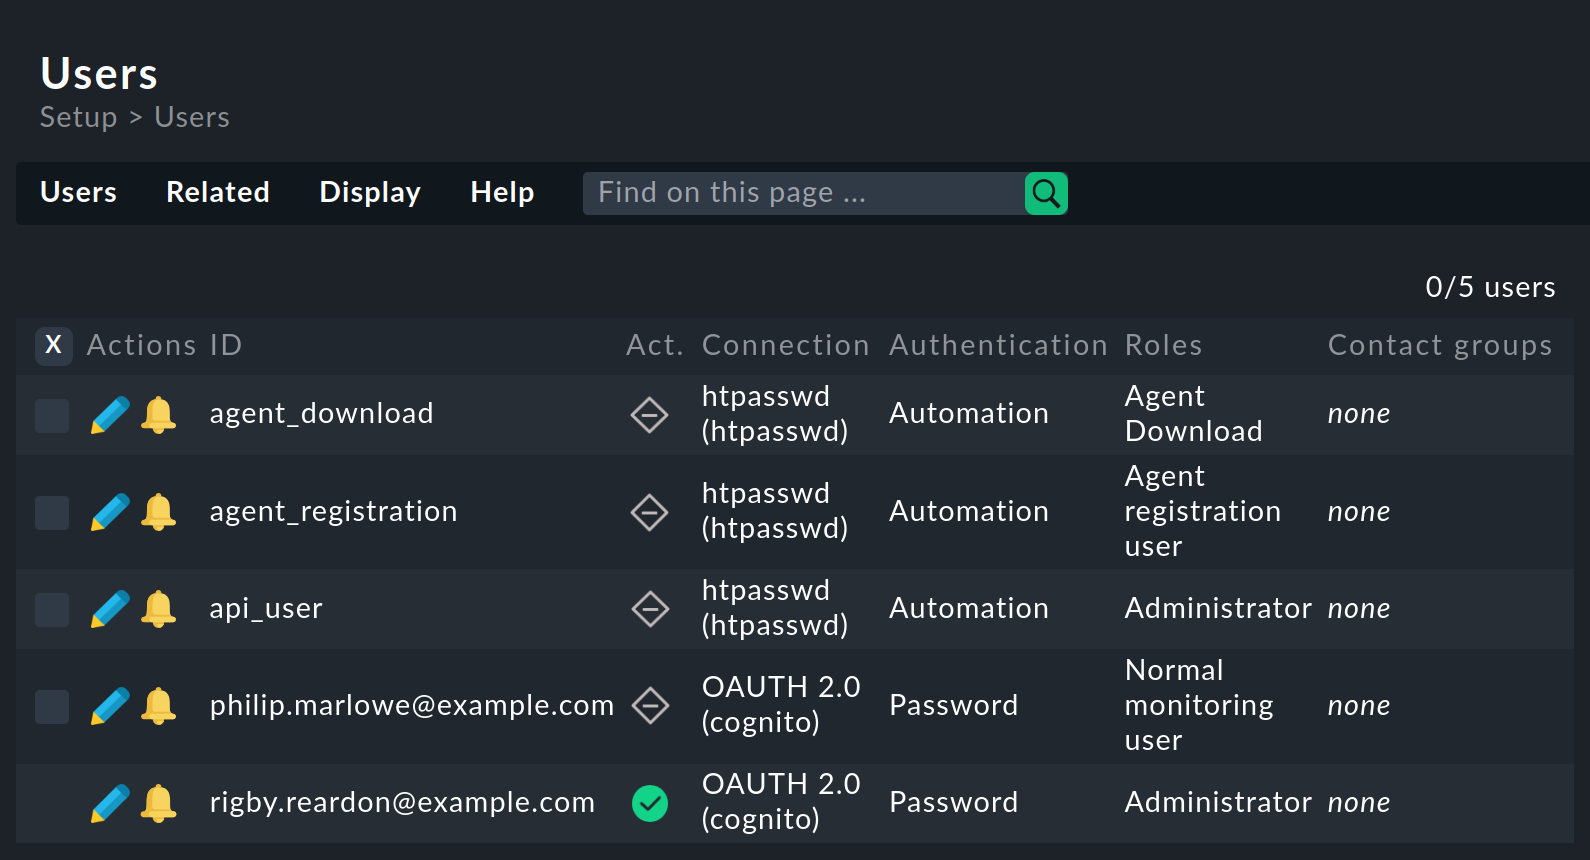 Users
Setup > Users
Users Related Display Help Find on this page ...
0/5 users
X Actions ID Act. Connection Authentication Roles Contact groups
agent_download htpasswd (htpasswd) Automation Agent Download none
agent_registration htpasswd (htpasswd) Automation Agent registration user none
api_user htpasswd (htpasswd) Automation Administrator none
philip.marlowe@example.com OAUTH 2.0 (cognito) Password Normal monitoring user none
rigby.reardon@example.com OAUTH 2.0 (cognito) Password Administrator none